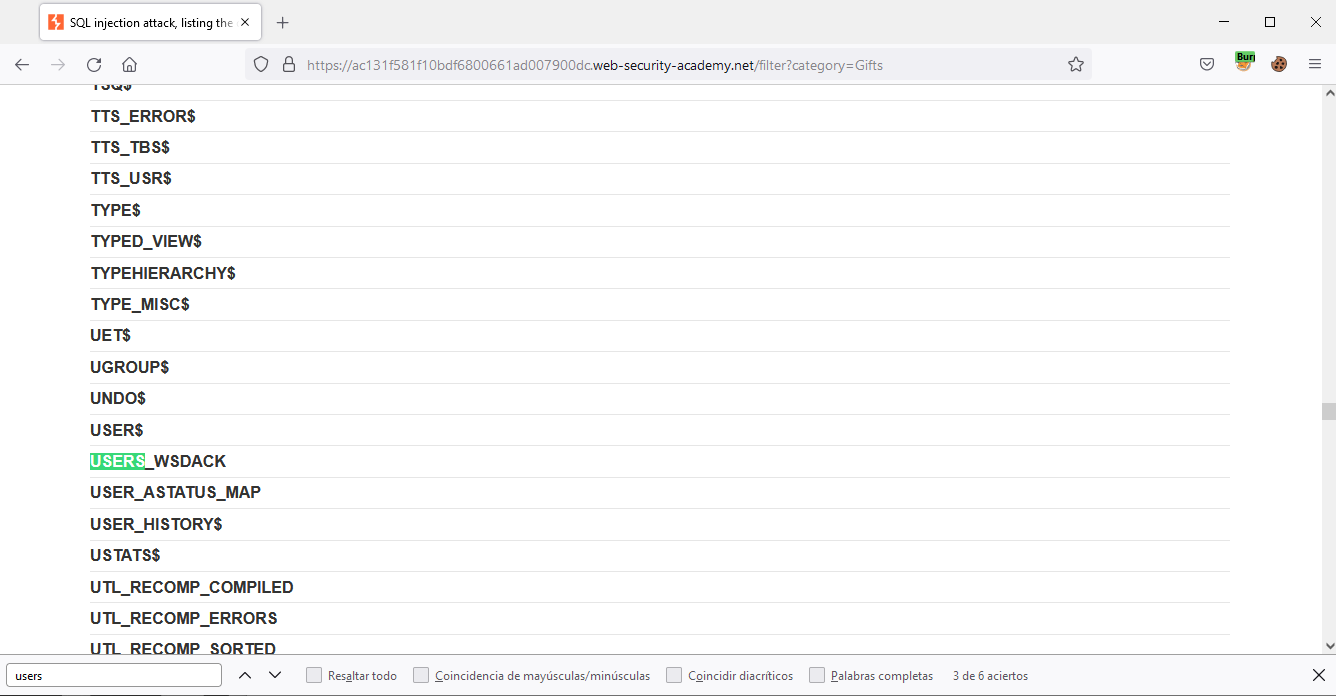 SQL injection attack, listing the
https://ac131f581f10bdf6800661ad007900dc.web-security-academy.net/filter?category=Gifts
Bur
TSQ$
TTS_ERROR$
TTS_TBS$
TTS_USR$
TYPE$
TYPED_VIEW$
TYPEHIERARCHY$
TYPE_MISC$
UET$
UGROUP$
UNDO$
USER$
USERS_WSDACK
USER_ASTATUS_MAP
USER_HISTORY$
USTATS$
UTL_RECOMP_COMPILED
UTL_RECOMP_ERRORS
UTL_RECOMP_SORTED
users Resaltar todo Coincidencia de mayúsculas/minúsculas Coincidir diacríticos Palabras completas 3 de 6 aciertos